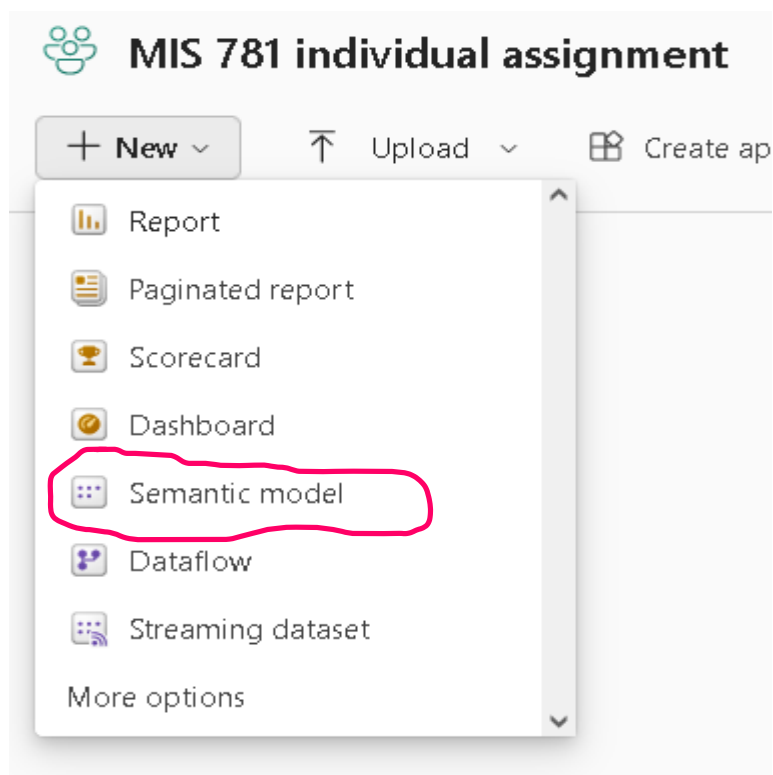 MIS 781 individual assignment
New Upload Create ap
Report
Paginated report
Scorecard
Dashboard
Semantic model
Dataflow
Streaming dataset
More options